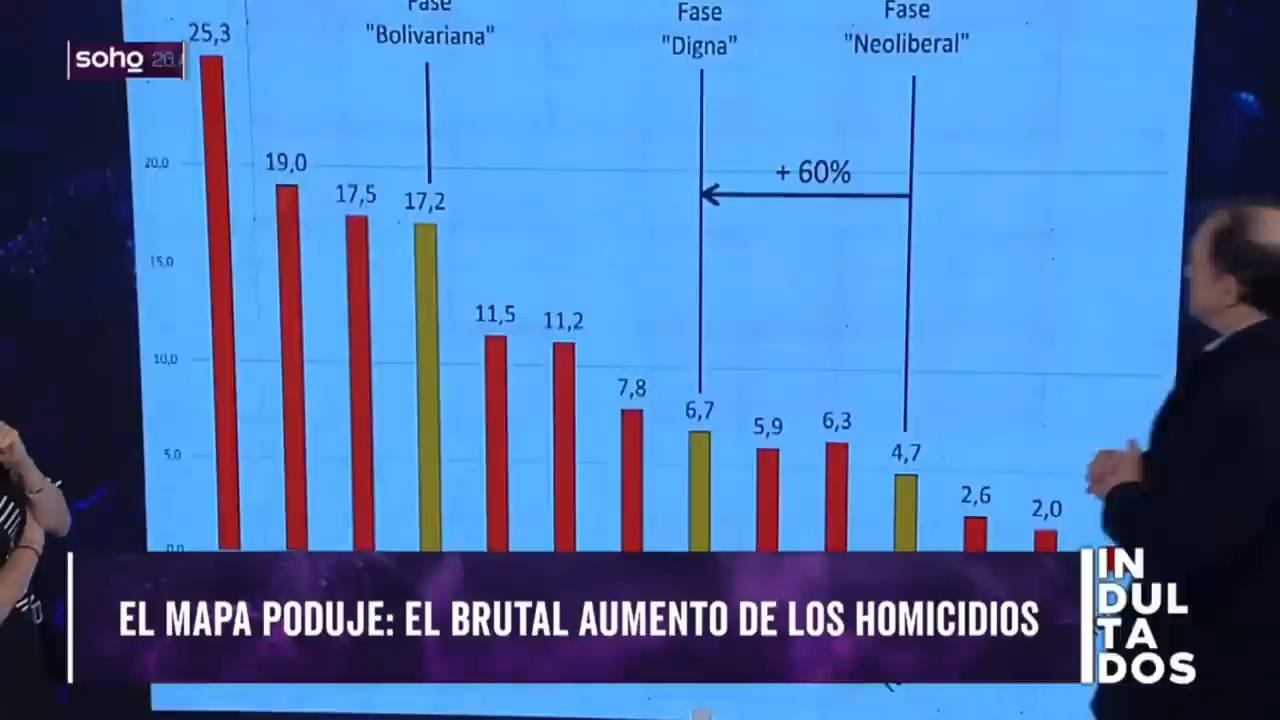 Fase
"Bolivariana"
Fase
"Digna"
Fase
"Neoliberal"
soho
25,3
20,0
19,0
+ 60%
17,5
17,2
15,0
11,5
11,2
10,0
7,8
6,7
5,9
6,3
5,0
4,7
2,6
2,0
0,0
EL MAPA PODUJE: EL BRUTAL AUMENTO DE LOS HOMICIDIOS
IN
DUL
TA
DOS